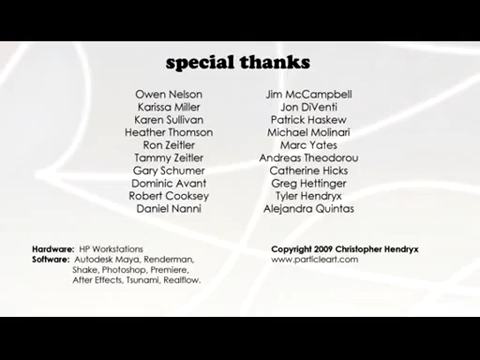 special thanks
Owen Nelson
Karissa Miller
Karen Sullivan
Heather Thomson
Ron Zeitler
Tammy Zeitler
Gary Schumer
Dominic Avant
Robert Cooksey
Daniel Nanni
Jim McCampbell
Jon DiVenti
Patrick Haskew
Michael Molinari
Marc Yates
Andreas Theodorou
Catherine Hicks
Greg Hettinger
Tyler Hendryx
Alejandra Quintas
Hardware: HP Workstations
Software: Autodesk Maya, Renderman,
Shake, Photoshop, Premiere,
After Effects, Tsunami, Realflow.
Copyright 2009 Christopher Hendryx
www.particleart.com